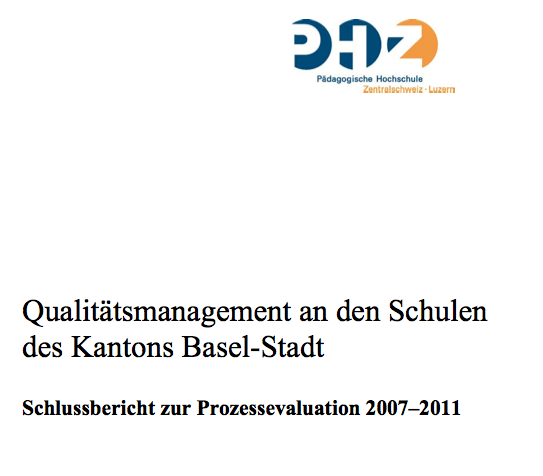 PHZ
Pädagogische Hochschule
Zentralschweiz · Luzern
Qualitätsmanagement an den Schulen
des Kantons Basel-Stadt
Schlussbericht zur Prozessevaluation 2007–2011